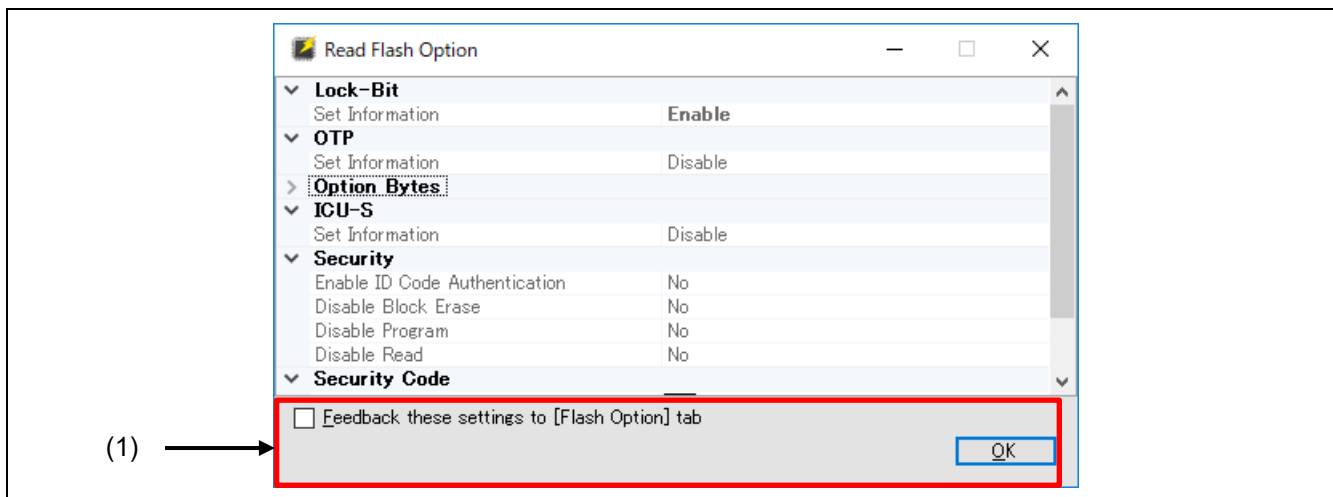 Read Flash Option
Lock-Bit
Set Information Enable
OTP
Set Information Disable
Option Bytes
ICU-S
Set Information Disable
Security
Enable ID Code Authentication No
Disable Block Erase No
Disable Program No
Disable Read No
Security Code
Feedback these settings to [Flash Option] tab
(1)
OK